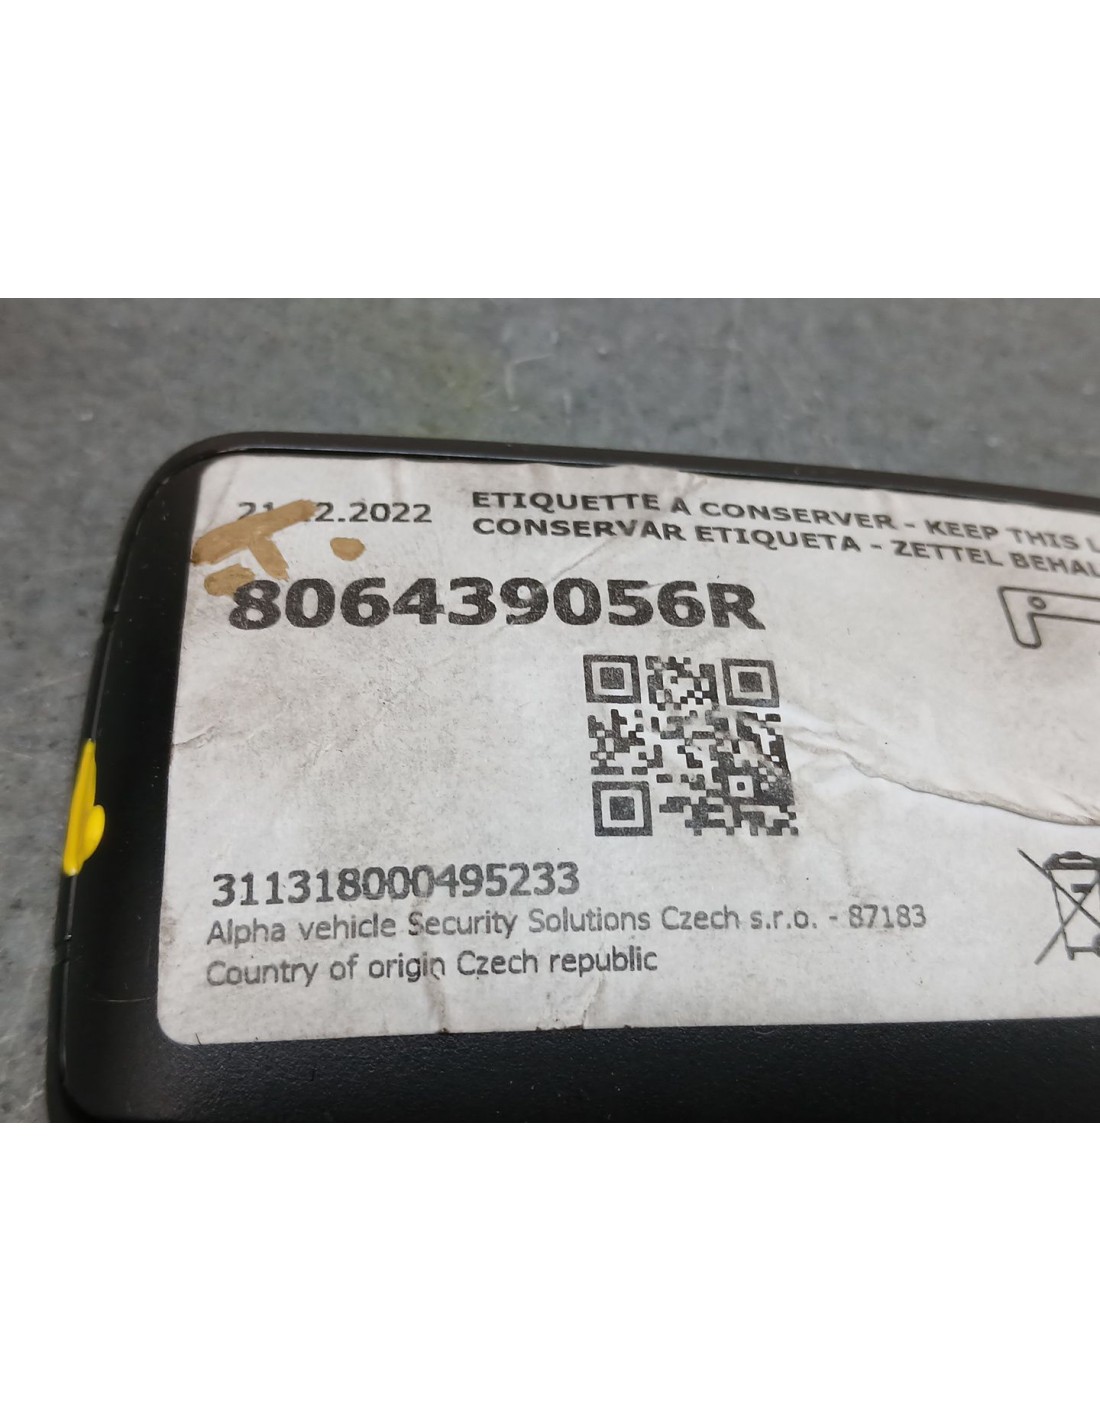 2022
ETIQUETTE A CONSERVER - KEEP THIS L
CONSERVAR ETIQUETA - ZETTEL BEHAL
806439056R
311318000495233
Alpha vehicle Security Solutions Czech s.r.o. - 87183
Country of origin Czech republic